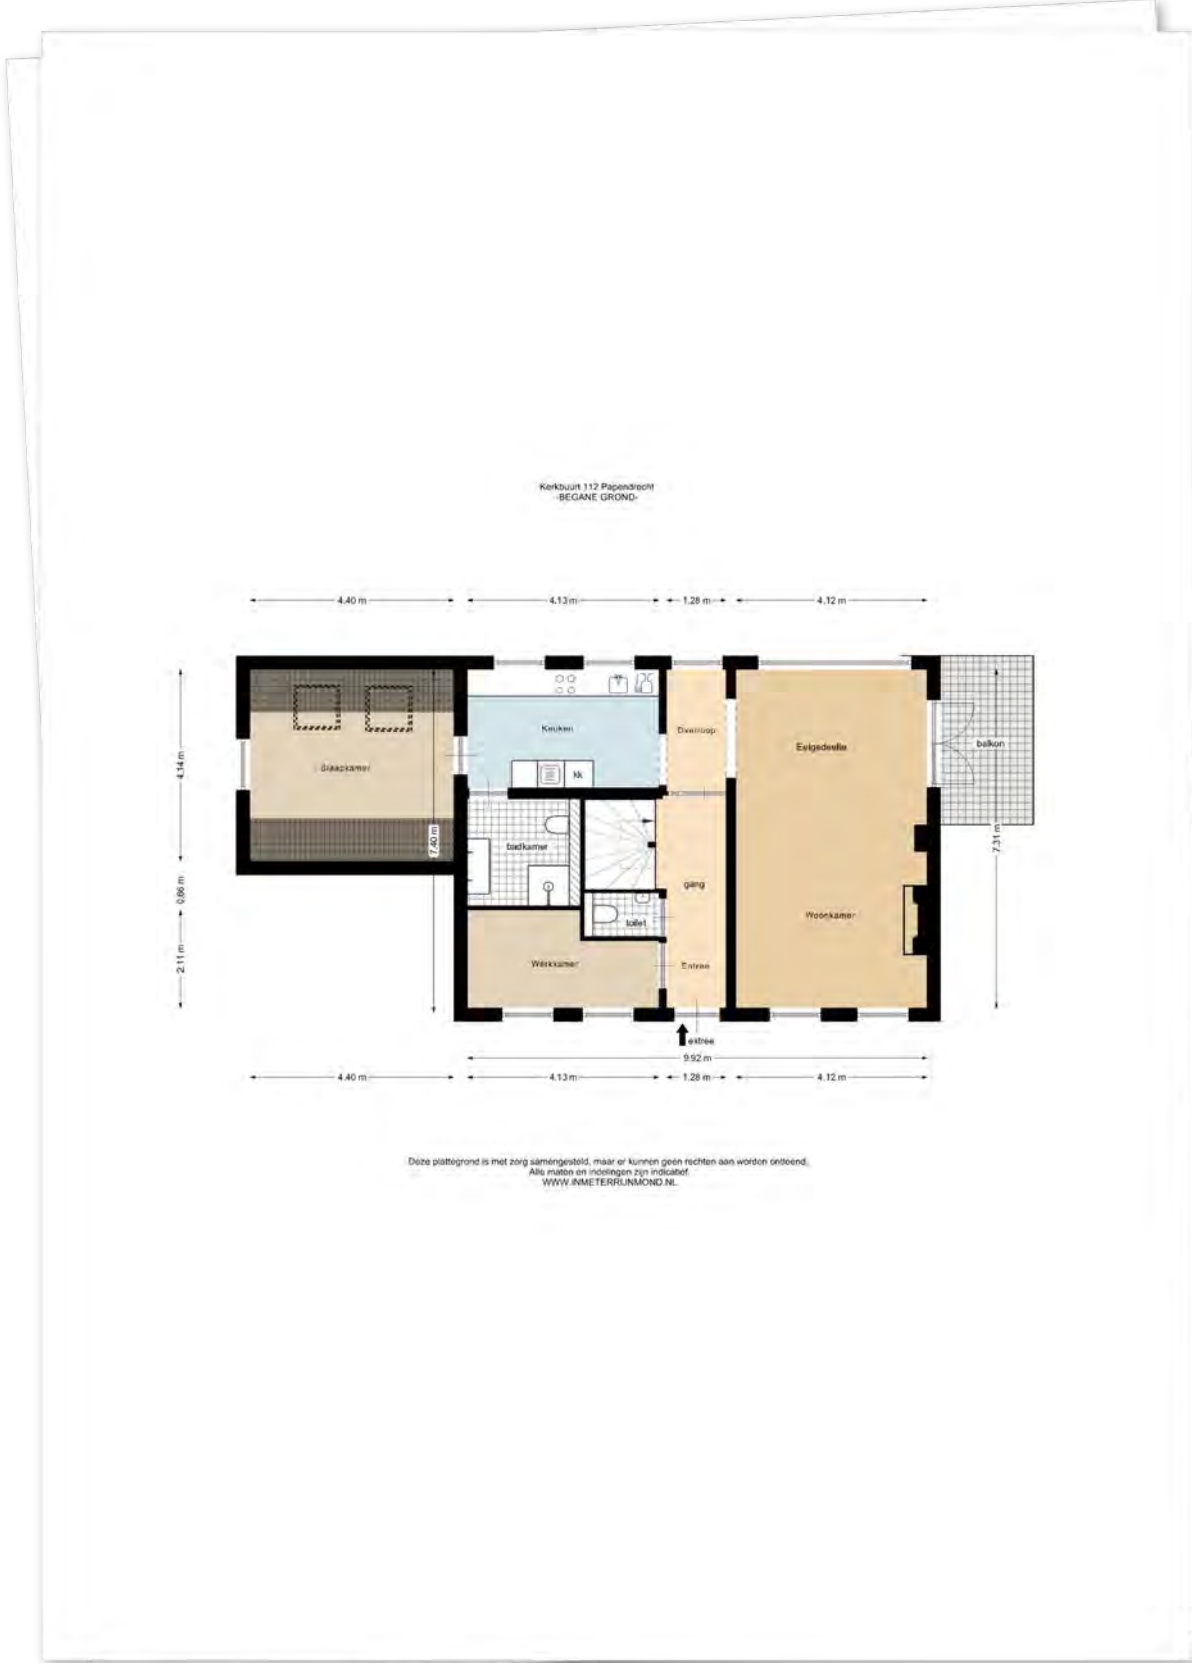 Kerkbuurt 112 Papendrecht
-BEGANE GROND-
4.40 m
4.13 m
1.28 m
4.12 m
Keuken
Overloop
Eetgedeelte
balkon
Slaapkamer
kk
4.14 m
7.40 m
7.31 m
badkamer
gang
0.66 m
Woonkamer
toilet
2.11 m
Werkkamer
Entree
entree
9.92 m
4.40 m
4.13 m
1.28 m
4.12 m
Deze plattegrond is met zorg samengesteld, maar er kunnen geen rechten aan worden ontleend.
Alle maten en indelingen zijn indicatief.
WWW.INMETERRIJNMOND.NL